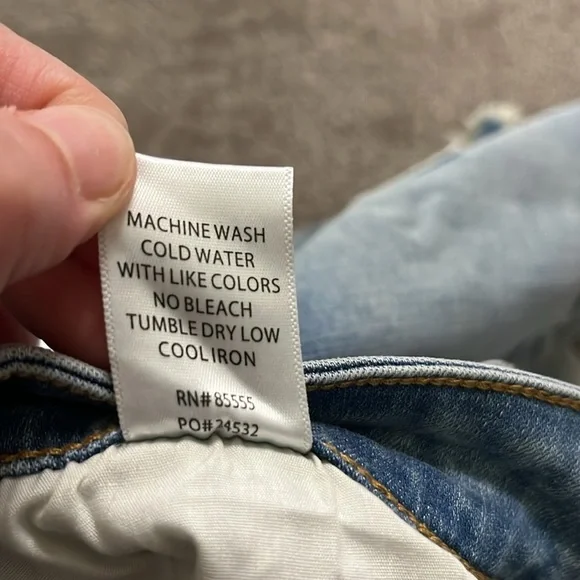 MACHINE WASH
COLD WATER
WITH LIKE COLORS
NO BLEACH
TUMBLE DRY LOW
COOL IRON
RN# 85555
PO# 24532